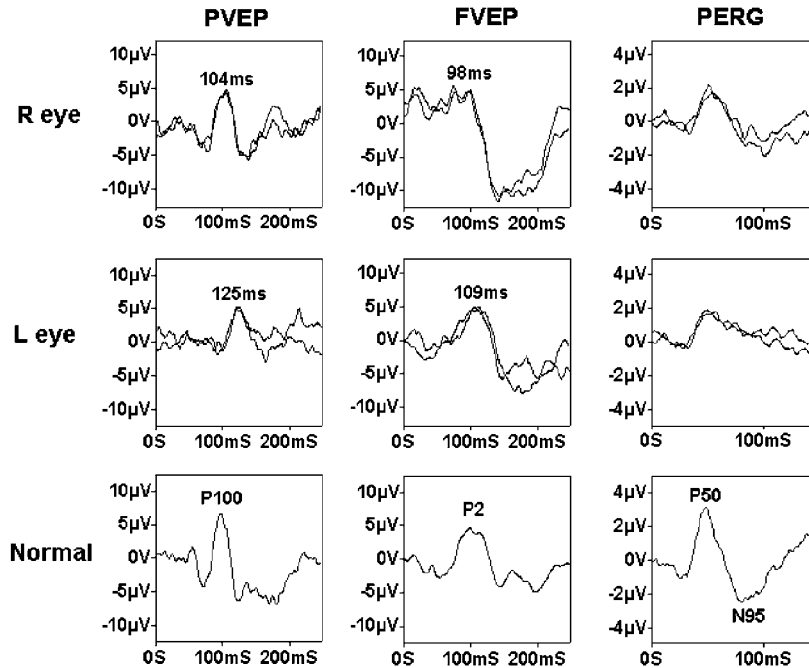 PVEP FVEP PERG
10µV 10µV 4µV
5µV 104ms 5µV 98ms 2µV
R eye 0V 0V 0V
-5µV -5µV -2µV
-10µV -10µV -4µV
0S 100mS 200mS 0S 100mS 200mS 0S 100mS
10µV 10µV 4µV
5µV 125ms 5µV 109ms 2µV
L eye 0V 0V 0V
-5µV -5µV -2µV
-10µV -10µV -4µV
0S 100mS 200mS 0S 100mS 200mS 0S 100mS
10µV P100 10µV P2 4µV P50
5µV 5µV 2µV
Normal 0V 0V 0V
-5µV -5µV -2µV N95
-10µV -10µV -4µV
0S 100mS 200mS 0S 100mS 200mS 0S 100mS